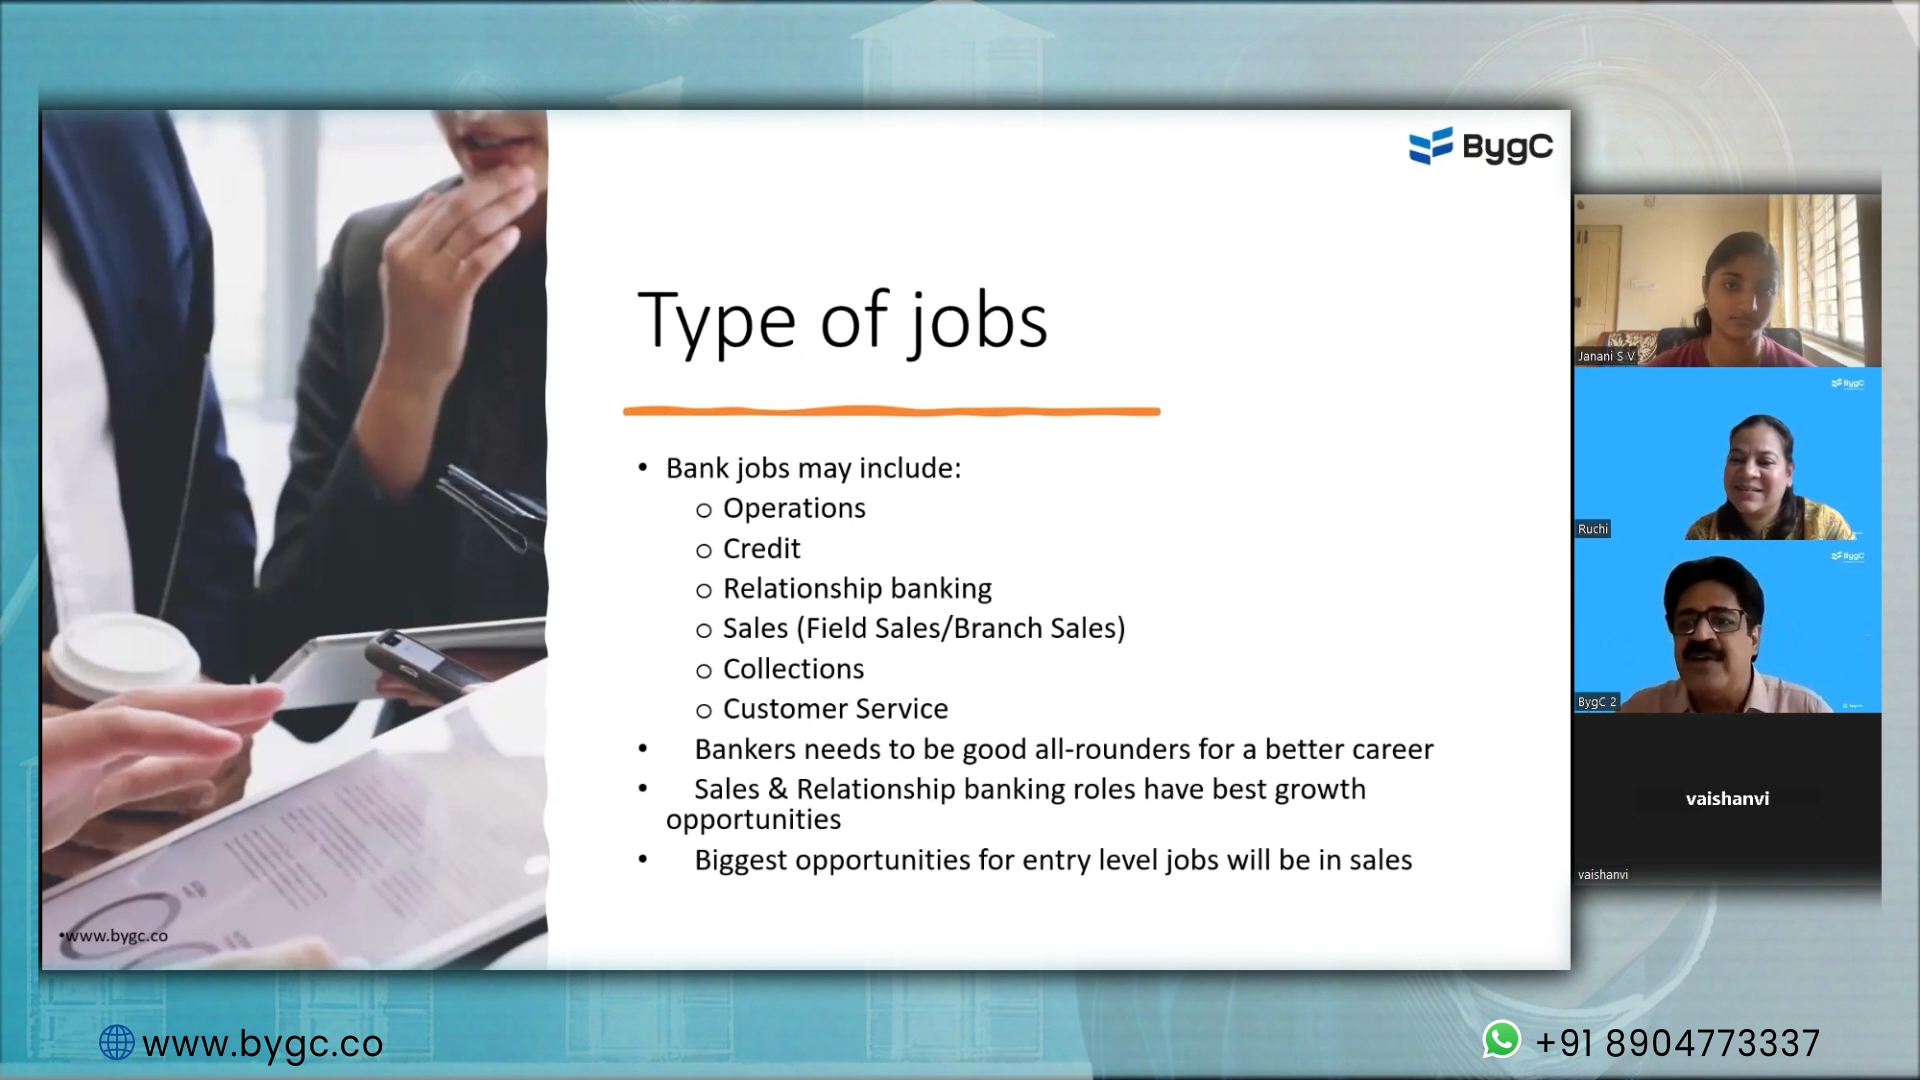 BygC
Type of jobs
• Bank jobs may include:
o Operations
o Credit
o Relationship banking
o Sales (Field Sales/Branch Sales)
o Collections
o Customer Service
• Bankers needs to be good all-rounders for a better career
• Sales & Relationship banking roles have best growth
opportunities
• Biggest opportunities for entry level jobs will be in sales
•www.bygc.co
Janani S V
BygC
Ruchi
BygC
BygC 2
vaishanvi
vaishanvi
www.bygc.co
+91 8904773337